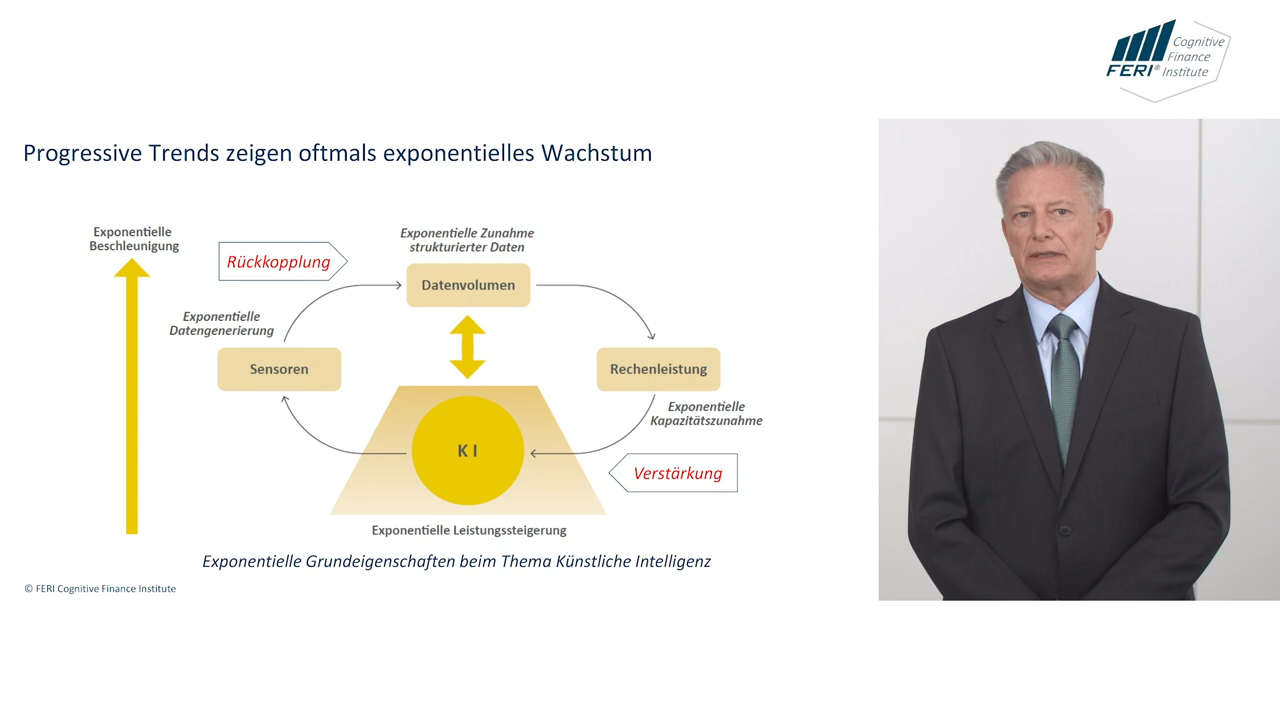 Cognitive
Finance
Institute
FERI®
Progressive Trends zeigen oftmals exponentielles Wachstum
Exponentielle
Beschleunigung
Rückkopplung
Exponentielle Zunahme
strukturierter Daten
Datenvolumen
Exponentielle
Datengenerierung
Sensoren
Rechenleistung
Exponentielle
Kapazitätszunahme
K I
Verstärkung
Exponentielle Leistungssteigerung
Exponentielle Grundeigenschaften beim Thema Künstliche Intelligenz
© FERI Cognitive Finance Institute